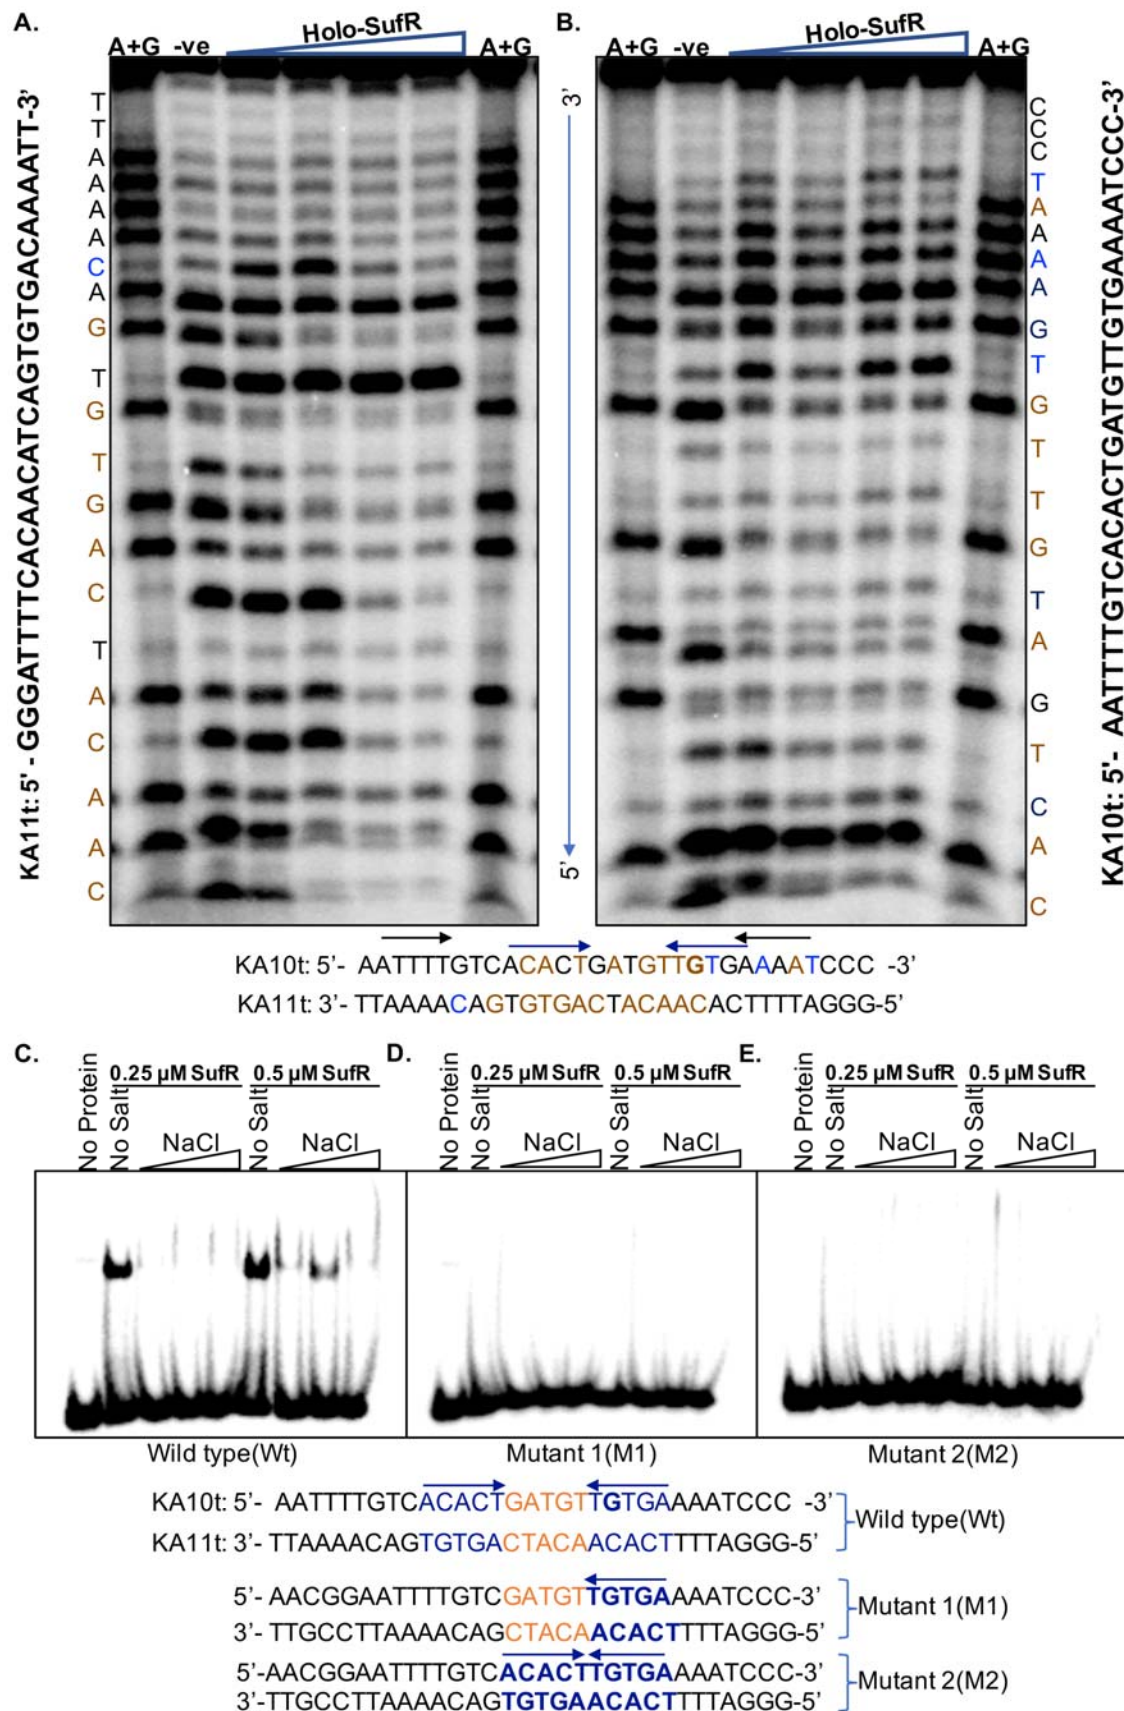 A.
A+G -ve Holo-SufR A+G
T
T
A
A
A
A
C
A
G
T
G
T
G
A
C
T
A
C
A
A
C
KA11t: 5' - GGGATTTTCACAACATCAGTGTGACAAAATT-3'
3'
5'
B.
A+G -ve Holo-SufR A+G
C
C
C
T
A
A
A
A
G
T
G
T
T
G
T
A
G
T
C
A
C
KA10t: 5'- AATTTTGTCACACTGATGTTGTGAAAATCCC-3'
KA10t: 5'- AATTTTGTCACACTGATGTTGTGAAAATCCC -3'
KA11t: 3'- TTAAAACAGTGTGACTACAACACTTTTAGGG-5'
C.
No Protein
No Salt
0.25 µM SufR
NaCl
No Salt
0.5 µM SufR
NaCl
Wild type(Wt)
D.
No Protein
No Salt
0.25 µM SufR
NaCl
No Salt
0.5 µM SufR
NaCl
Mutant 1(M1)
E.
No Protein
No Salt
0.25 µM SufR
NaCl
No Salt
0.5 µM SufR
NaCl
Mutant 2(M2)
KA10t: 5'- AATTTTGTCACACTGATGTTGTGAAAATCCC -3'
KA11t: 3'- TTAAAACAGTGTGACTACAACACTTTTAGGG-5'
Wild type(Wt)
5'- AACGGAATTTTGTCGATGTTGTGAAAATCCC-3'
3'- TTGCCTTAAAACAGCTACAACACTTTTAGGG-5'
Mutant 1(M1)
5'-AACGGAATTTTGTCACACTTGTGAAAATCCC-3'
3'-TTGCCTTAAAACAGTGTGAACACTTTTAGGG-5'
Mutant 2(M2)